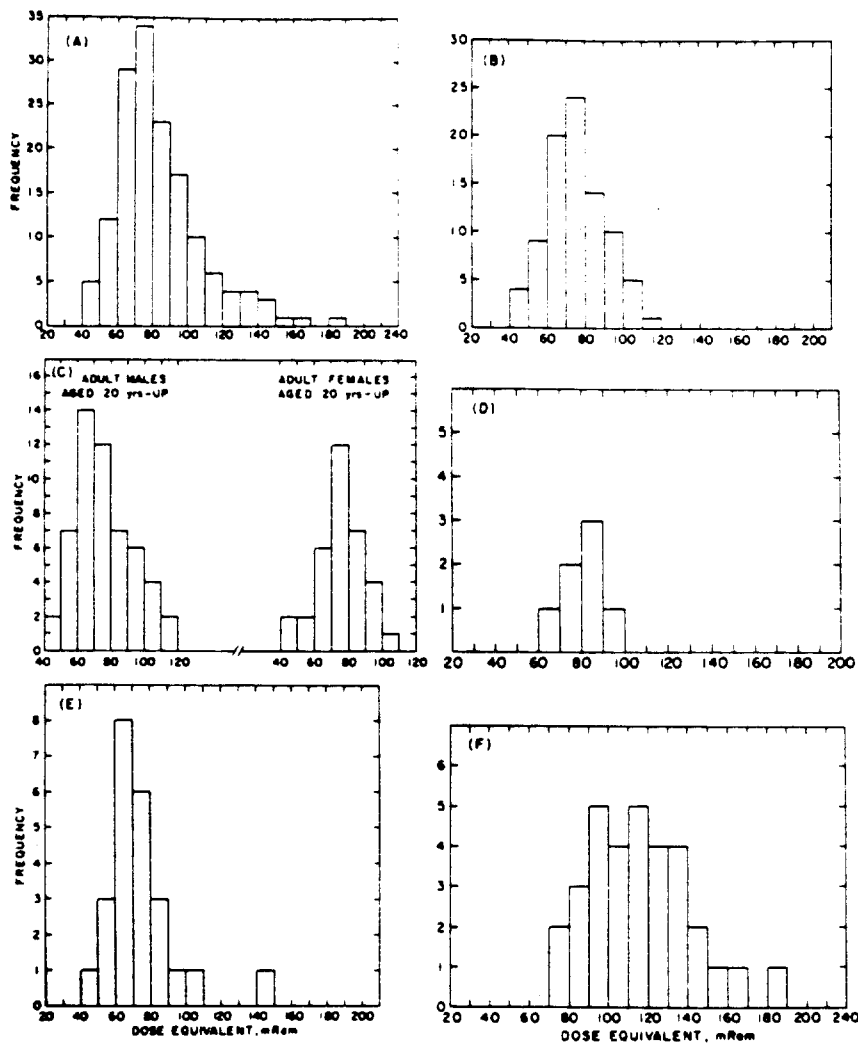 (A)
FREQUENCY
35
30
25
20
15
10
5
0
20 40 60 80 100 120 140 160 180 200 220 240
(B)
30
25
20
15
10
5
0
20 40 60 80 100 120 140 160 180 200
(C)
ADULT MALES
AGED 20 yrs-UP
ADULT FEMALES
AGED 20 yrs-UP
FREQUENCY
16
14
12
10
8
6
4
2
0
40 60 80 100 120 40 60 80 100 120
(D)
5
4
3
2
1
20 40 60 80 100 120 140 160 180 200
(E)
FREQUENCY
8
7
6
5
4
3
2
1
0
20 40 60 80 100 120 140 160 180 200
DOSE EQUIVALENT, mRem
(F)
6
5
4
3
2
1
0
20 40 60 80 100 120 140 160 180 200 220 240
DOSE EQUIVALENT, mRem